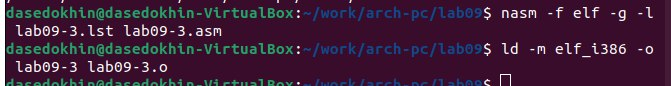 dasedokhin@dasedokhin-VirtualBox:~/work/arch-pc/lab09$ nasm -f elf -g -l
lab09-3.lst lab09-3.asm
dasedokhin@dasedokhin-VirtualBox:~/work/arch-pc/lab09$ ld -m elf_i386 -o
lab09-3 lab09-3.o
dasedokhin@dasedokhin-VirtualBox:~/work/arch-pc/lab09$